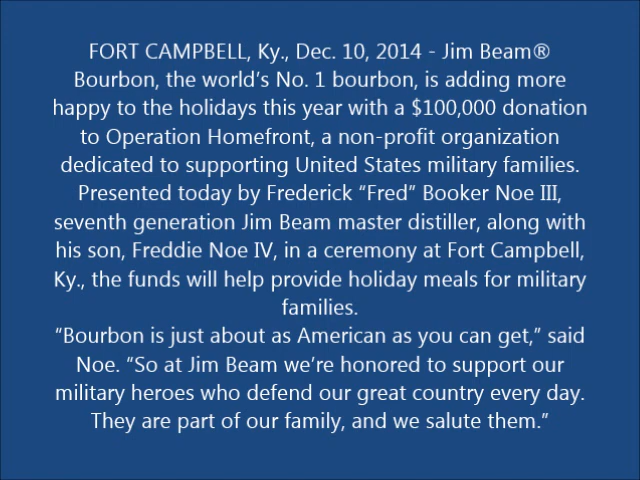 FORT CAMPBELL, Ky., Dec. 10, 2014 - Jim Beam®
Bourbon, the world’s No. 1 bourbon, is adding more
happy to the holidays this year with a $100,000 donation
to Operation Homefront, a non-profit organization
dedicated to supporting United States military families.
Presented today by Frederick “Fred” Booker Noe III,
seventh generation Jim Beam master distiller, along with
his son, Freddie Noe IV, in a ceremony at Fort Campbell,
Ky., the funds will help provide holiday meals for military
families.
“Bourbon is just about as American as you can get,” said
Noe. “So at Jim Beam we’re honored to support our
military heroes who defend our great country every day.
They are part of our family, and we salute them.”